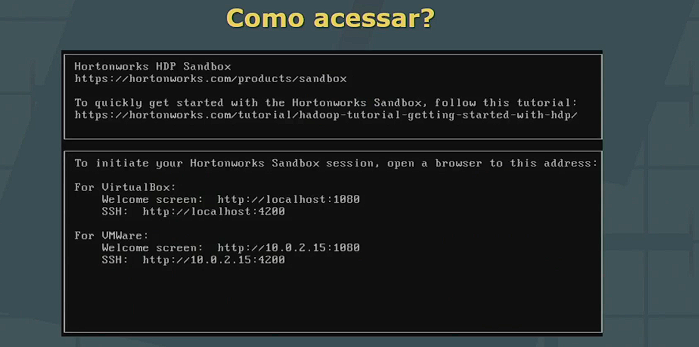 Como acessar?
Hortonworks HDP Sandbox
https://hortonworks.com/products/sandbox
To quickly get started with the Hortonworks Sandbox, follow this tutorial:
https://hortonworks.com/tutorial/hadoop-tutorial-getting-started-with-hdp/
To initiate your Hortonworks Sandbox session, open a browser to this address:
For VirtualBox:
Welcome screen: http://localhost:1080
SSH: http://localhost:4200
For VMWare:
Welcome screen: http://10.0.2.15:1080
SSH: http://10.0.2.15:4200